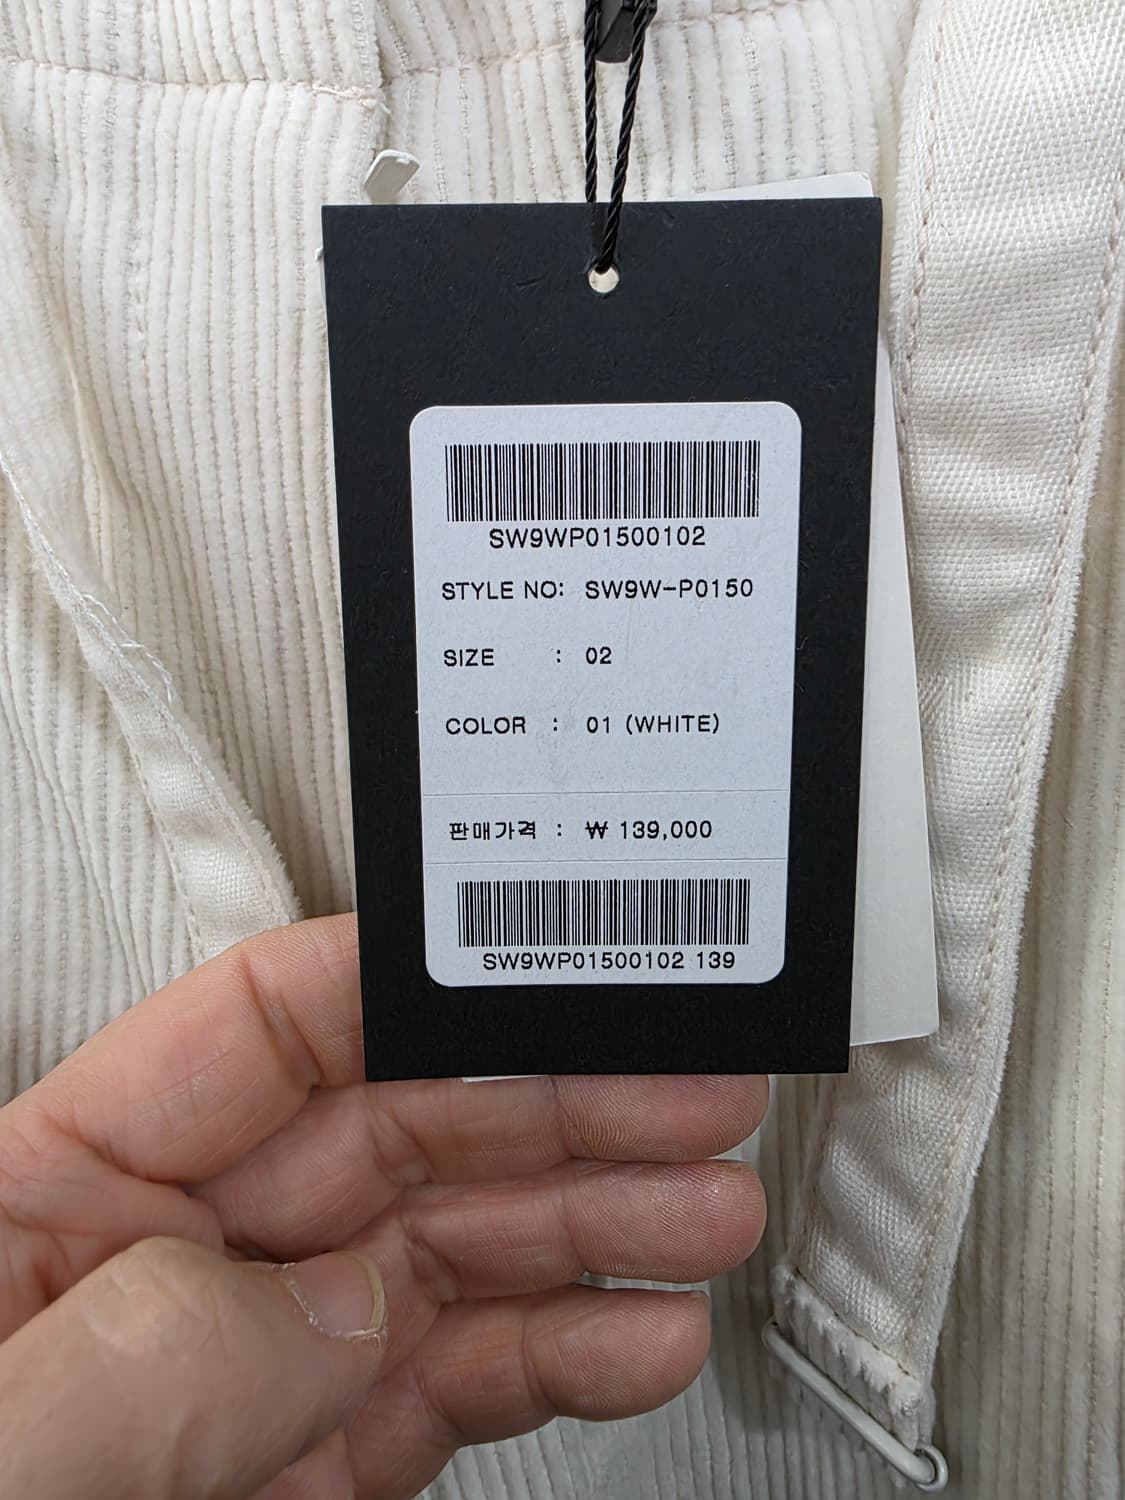 SW9WP01500102
STYLE NO: SW9W-P0150
SIZE : 02
COLOR : 01 (WHITE)
판매가격 : ₩ 139,000
SW9WP01500102 139